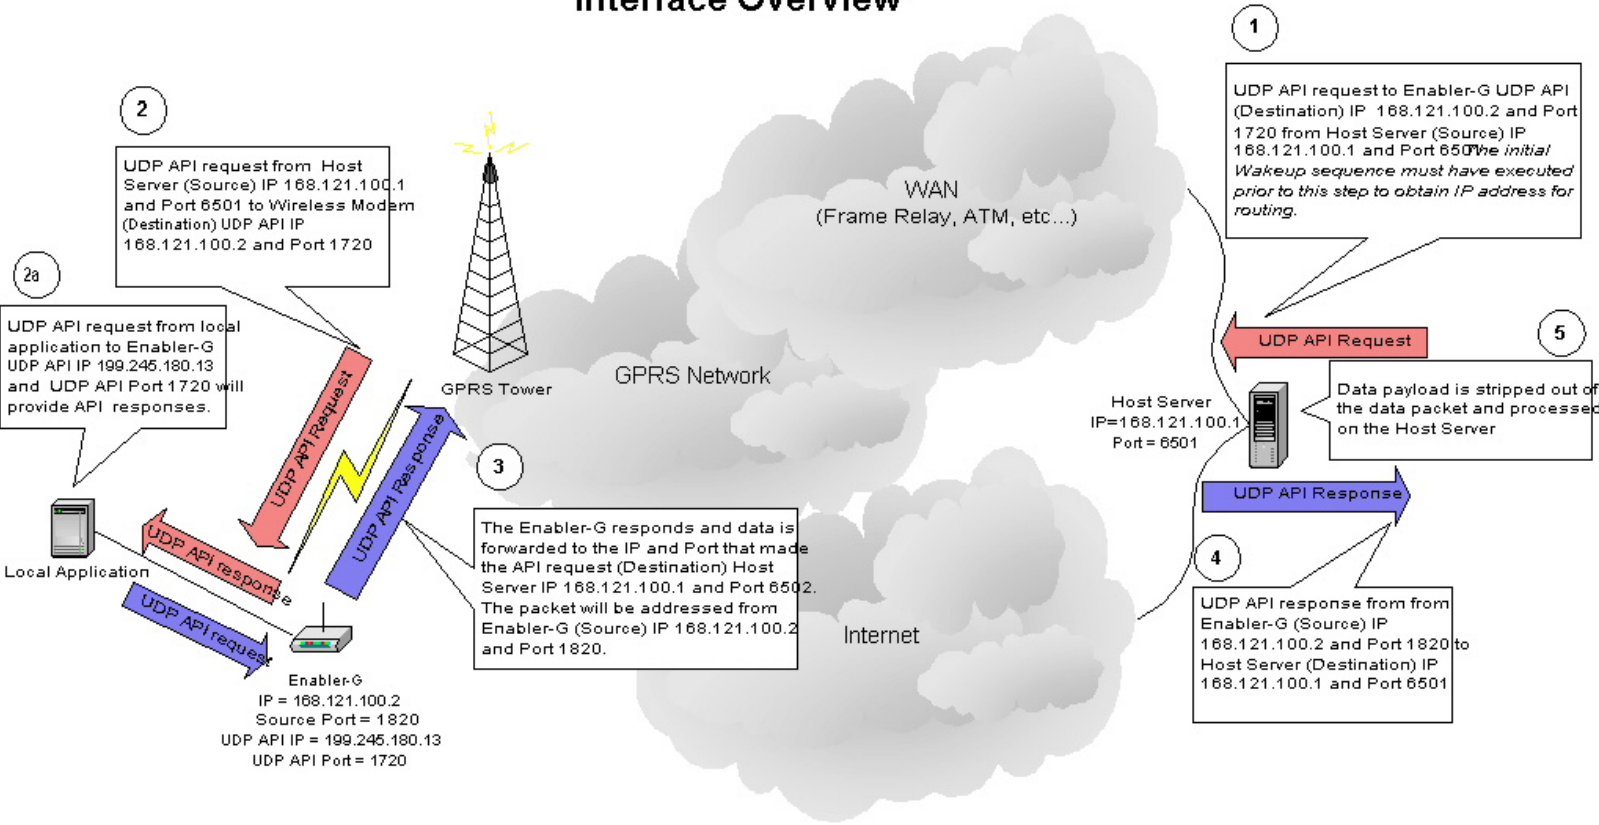 Interface Overview
1
UDP API request to Enabler-G UDP API
(Destination) IP 168.121.100.2 and Port
1720 from Host Server (Source) IP
168.121.100.1 and Port 6501 The initial
Wakeup sequence must have executed
prior to this step to obtain IP address for
routing.
2
UDP API request from Host
Server (Source) IP 168.121.100.1
and Port 6501 to Wireless Modem
(Destination) UDP API IP
168.121.100.2 and Port 1720
2a
UDP API request from local
application to Enabler-G
UDP API IP 199.245.180.13
and UDP API Port 1720 will
provide API responses.
WAN
(Frame Relay, ATM, etc...)
GPRS Network
GPRS Tower
UDP API Request
UDP API Response
UDP API Request
5
Data payload is stripped out of
the data packet and processed
on the Host Server
Host Server
IP=168.121.100.1
Port = 6501
UDP API Response
3
The Enabler-G responds and data is
forwarded to the IP and Port that made
the API request (Destination) Host
Server IP 168.121.100.1 and Port 6502.
The packet will be addressed from
Enabler-G (Source) IP 168.121.100.2
and Port 1820.
4
UDP API response from from
Enabler-G (Source) IP
168.121.100.2 and Port 1820 to
Host Server (Destination) IP
168.121.100.1 and Port 6501
Internet
Local Application
UDP API response
UDP API request
Enabler-G
IP = 168.121.100.2
Source Port = 1820
UDP API IP = 199.245.180.13
UDP API Port = 1720